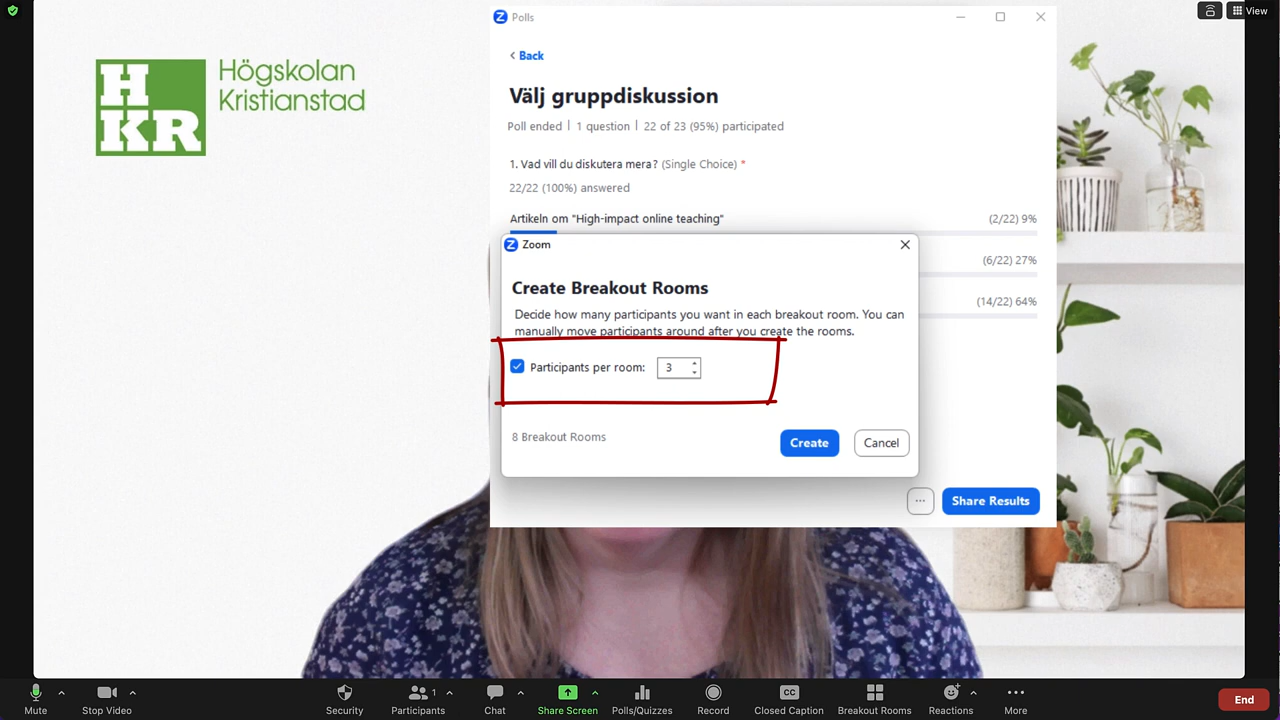 Polls
View
Back
H
KR
Högskolan
Kristianstad
Välj gruppdiskussion
Poll ended | 1 question | 22 of 23 (95%) participated
1. Vad vill du diskutera mera? (Single Choice) *
22/22 (100%) answered
Artikeln om "High-impact online teaching"
(2/22) 9%
(6/22) 27%
(14/22) 64%
Zoom
Create Breakout Rooms
Decide how many participants you want in each breakout room. You can
manually move participants around after you create the rooms.
Participants per room: 3
8 Breakout Rooms
Create
Cancel
...
Share Results
Mute
Stop Video
Security
Participants 1
Chat
Share Screen
Polls/Quizzes
Record
CC
Closed Caption
Breakout Rooms
Reactions
More
End